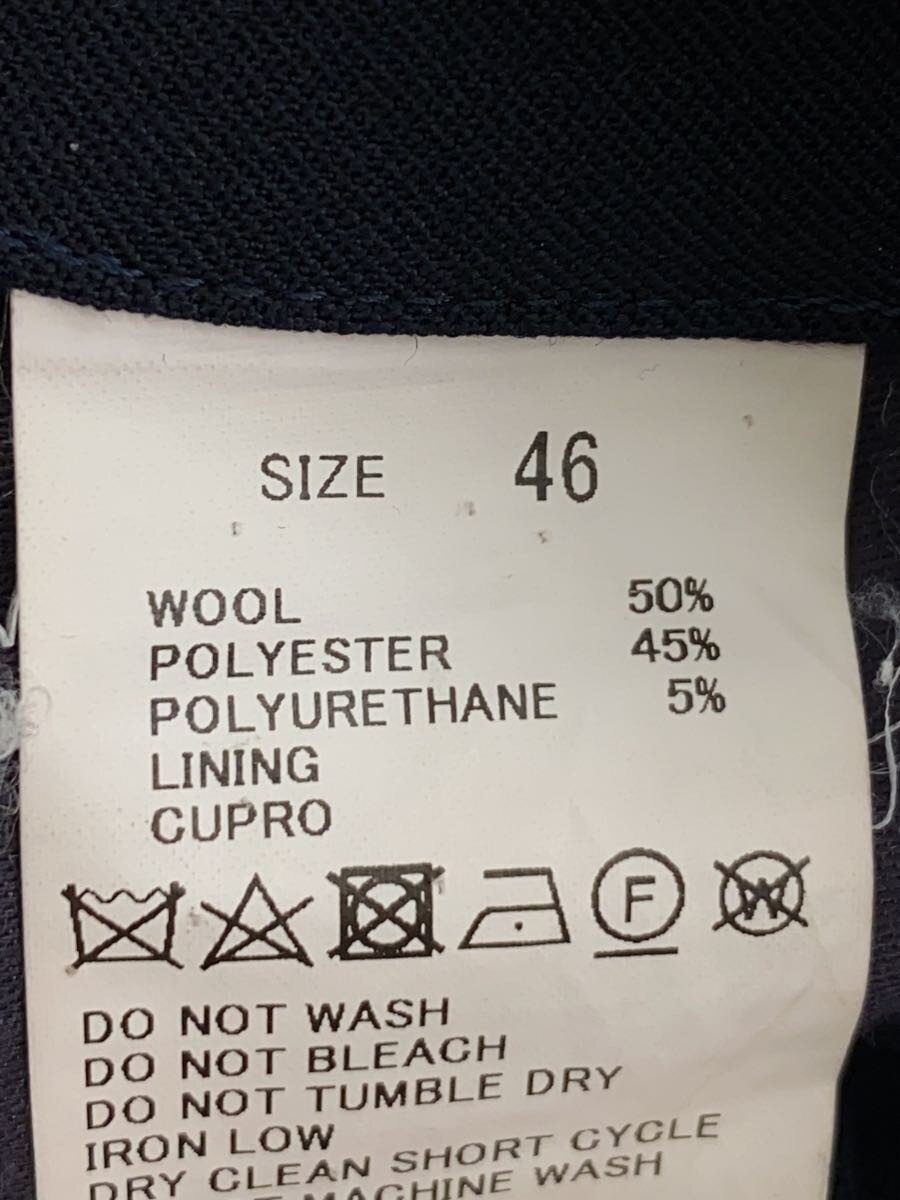 SIZE 46
WOOL 50%
POLYESTER 45%
POLYURETHANE 5%
LINING
CUPRO
F
W
DO NOT WASH
DO NOT BLEACH
DO NOT TUMBLE DRY
IRON LOW
DRY CLEAN SHORT CYCLE
MACHINE WASH